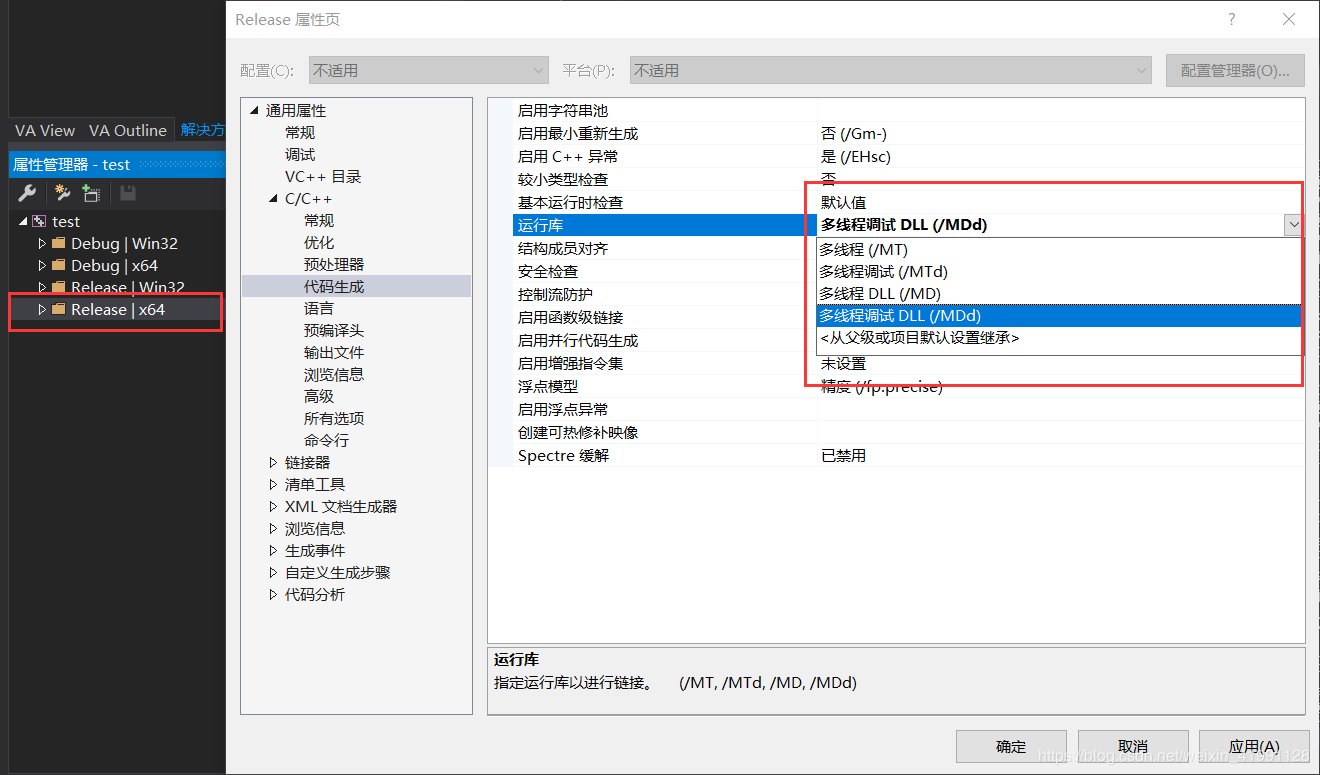 Release 属性页
?
配置(C):
不适用
平台(P):
不适用
配置管理器(O)...
VA View
VA Outline
解决方
属性管理器 - test
test
Debug | Win32
Debug | x64
Release | Win32
Release | x64
通用属性
常规
调试
VC++ 目录
C/C++
常规
优化
预处理器
代码生成
语言
预编译头
输出文件
浏览信息
高级
所有选项
命令行
链接器
清单工具
XML 文档生成器
浏览信息
生成事件
自定义生成步骤
代码分析
启用字符串池
启用最小重新生成 否 (/Gm-)
启用 C++ 异常 是 (/EHsc)
较小类型检查 否
基本运行时检查 默认值
运行库 多线程调试 DLL (/MDd)
结构成员对齐
安全检查
控制流防护
启用函数级链接
启用并行代码生成
启用增强指令集 未设置
浮点模型 精度 (/fp:precise)
启用浮点异常
创建可热修补映像
Spectre 缓解 已禁用
多线程 (/MT)
多线程调试 (/MTd)
多线程 DLL (/MD)
多线程调试 DLL (/MDd)
<从父级或项目默认设置继承>
运行库
指定运行库以进行链接。 (/MT, /MTd, /MD, /MDd)
确定
取消
应用(A)